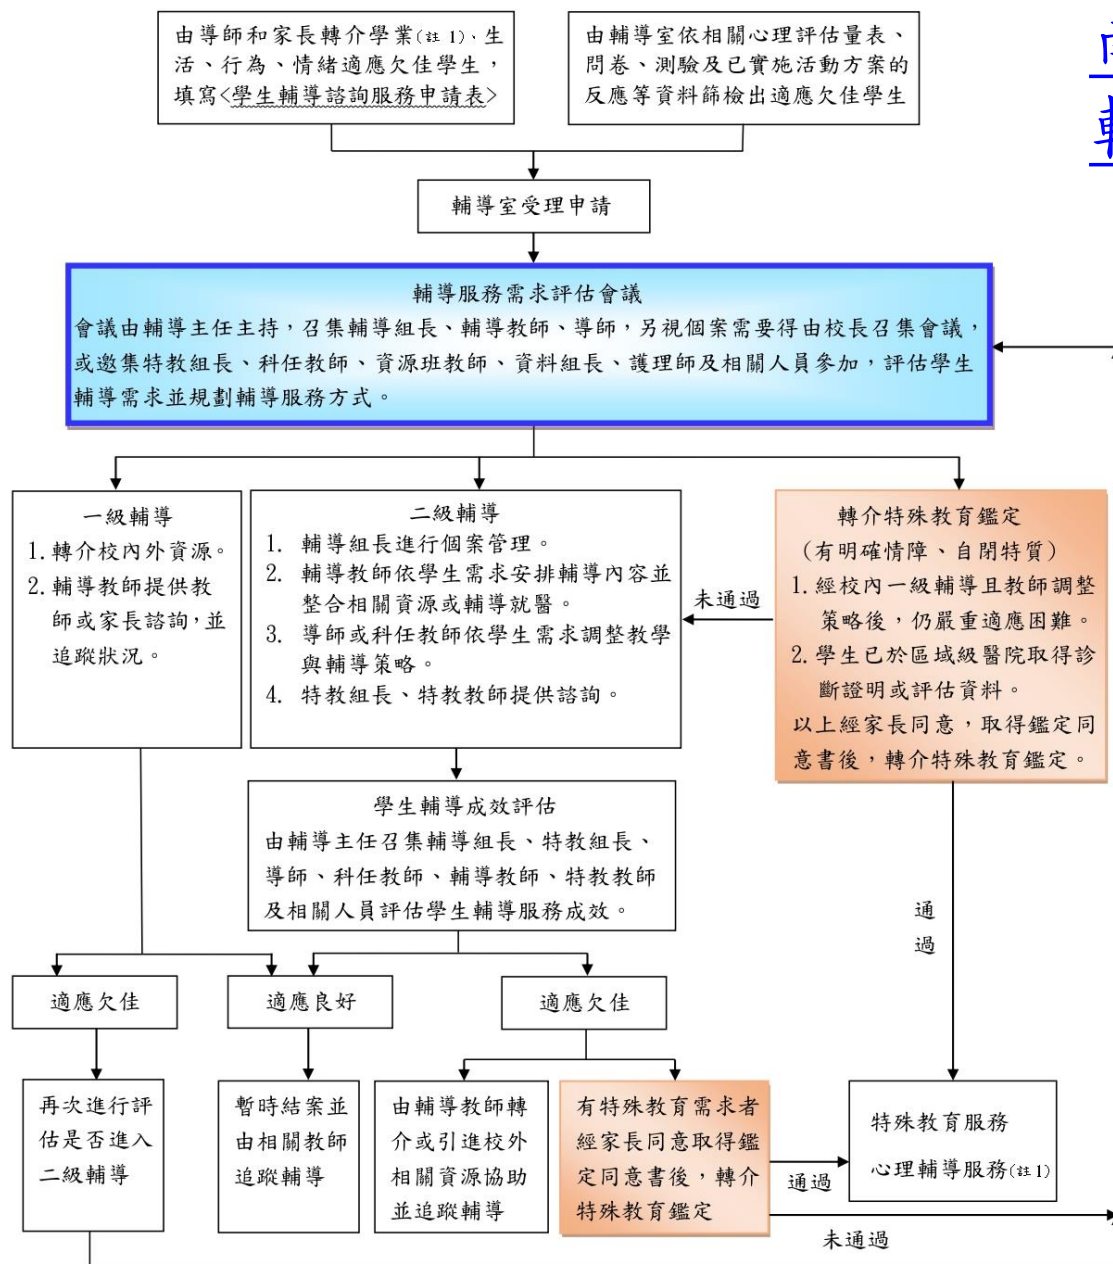 由導師和家長轉介學業(註 1)、生
活、行為、情緒適應欠佳學生，
填寫<學生輔導諮詢服務申請表>
由輔導室依相關心理評估量表、
問卷、測驗及已實施活動方案的
反應等資料篩檢出適應欠佳學生
輔導室受理申請
輔導服務需求評估會議
會議由輔導主任主持，召集輔導組長、輔導教師、導師，另視個案需要得由校長召集會議，
或邀集特教組長、科任教師、資源班教師、資料組長、護理師及相關人員參加，評估學生
輔導需求並規劃輔導服務方式。
一級輔導
1. 轉介校內外資源。
2. 輔導教師提供教
師或家長諮詢，並
追蹤狀況。
二級輔導
1. 輔導組長進行個案管理。
2. 輔導教師依學生需求安排輔導內容並
整合相關資源或輔導就醫。
3. 導師或科任教師依學生需求調整教學
與輔導策略。
4. 特教組長、特教教師提供諮詢。
未通過
轉介特殊教育鑑定
（有明確情障、自閉特質）
1. 經校內一級輔導且教師調整
策略後，仍嚴重適應困難。
2. 學生已於區域級醫院取得診
斷證明或評估資料。
以上經家長同意，取得鑑定同
意書後，轉介特殊教育鑑定。
學生輔導成效評估
由輔導主任召集輔導組長、特教組長、
導師、科任教師、輔導教師、特教教師
及相關人員評估學生輔導服務成效。
通
過
適應欠佳
適應良好
適應欠佳
再次進行評
估是否進入
二級輔導
暫時結案並
由相關教師
追蹤輔導
由輔導教師轉
介或引進校外
相關資源協助
並追蹤輔導
有特殊教育需求者
經家長同意取得鑑
定同意書後，轉介
特殊教育鑑定
通過
特殊教育服務
心理輔導服務(註 1)
未通過